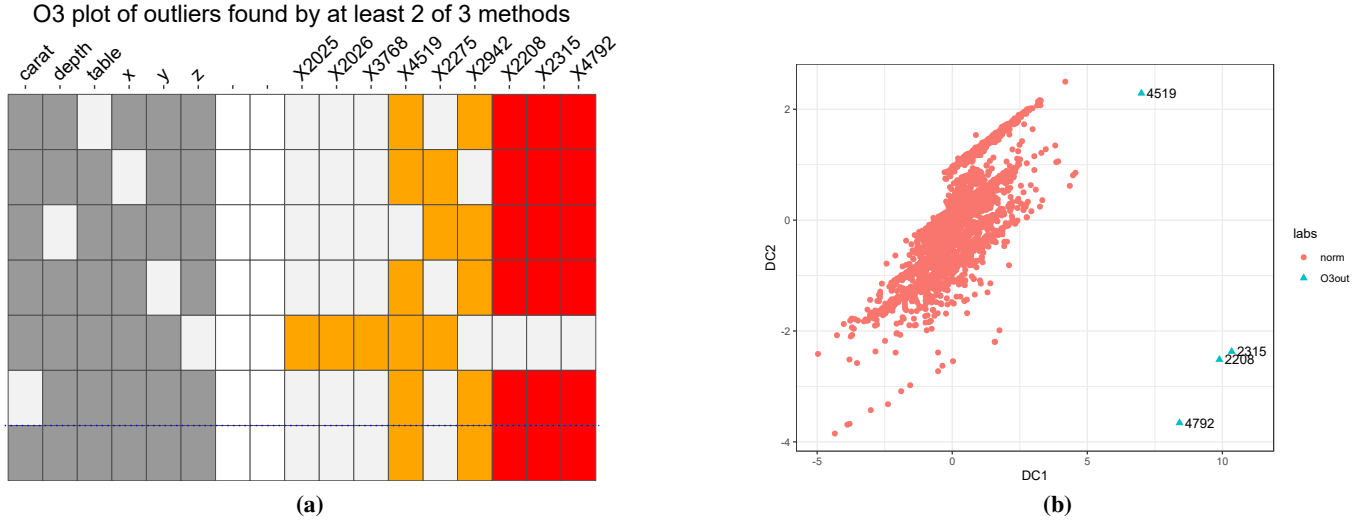 O3 plot of outliers found by at least 2 of 3 methods
carat depth table x y z . . X2025 X2026 X3768 X4519 X2275 X2942 X2208 X2315 X4792
(a)
2
0
-2
-4
DC2
4519
2315
2208
4792
-5 0 5 10
DC1
labs
norm
O3out
(b)